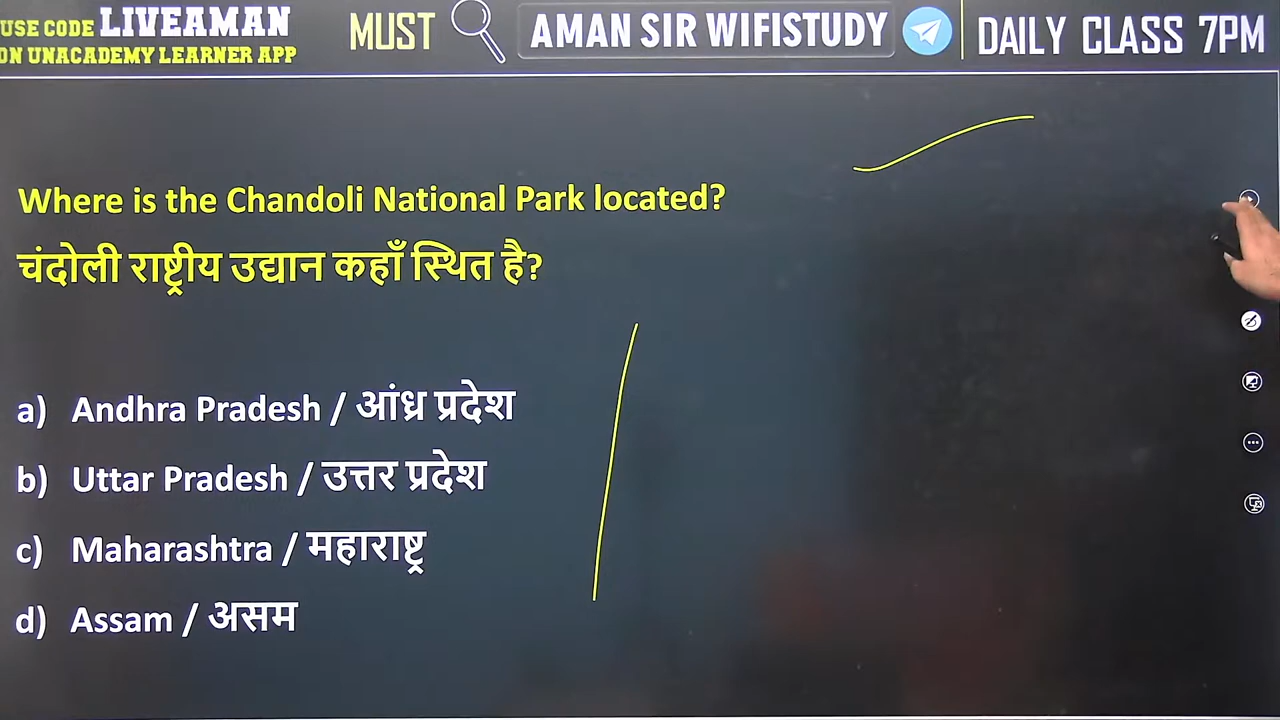 USE CODE LIVEAMAN
ON UNACADEMY LEARNER APP
MUST
AMAN SIR WIFISTUDY
DAILY CLASS 7PM
Where is the Chandoli National Park located?
चंदोली राष्ट्रीय उद्यान कहाँ स्थित है?
a) Andhra Pradesh / आंध्र प्रदेश
b) Uttar Pradesh / उत्तर प्रदेश
c) Maharashtra / महाराष्ट्र
d) Assam / असम